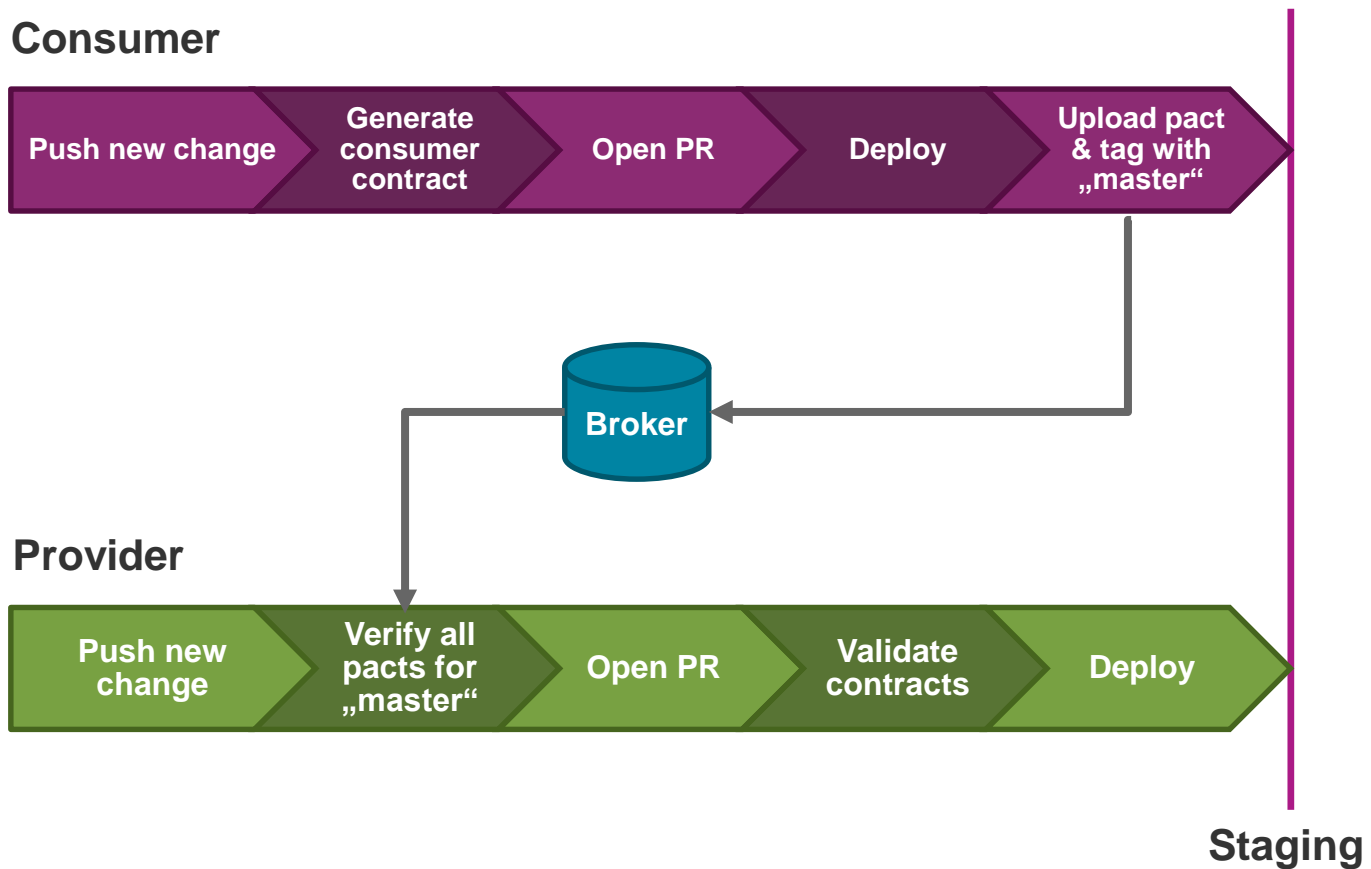 Consumer
Push new change
Generate
consumer
contract
Open PR
Deploy
Upload pact
& tag with
„master“
Broker
Provider
Push new
change
Verify all
pacts for
„master“
Open PR
Validate
contracts
Deploy
Staging